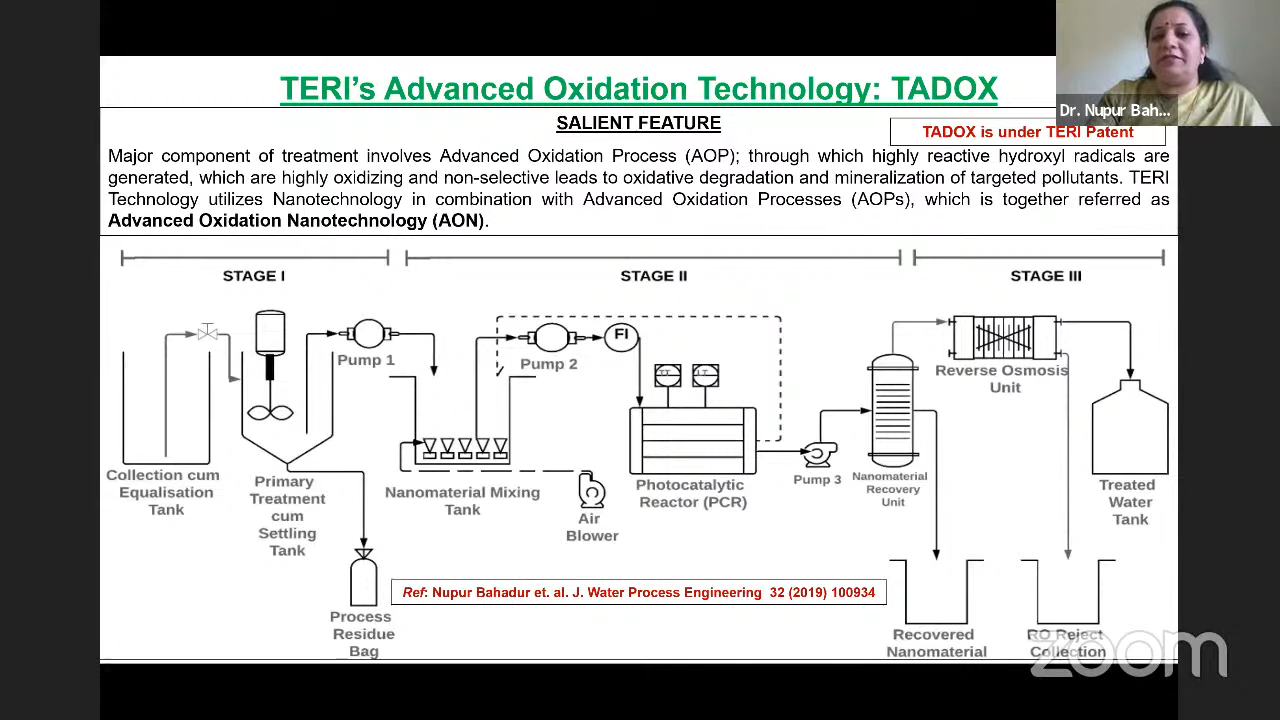 TERI's Advanced Oxidation Technology: TADOX
Dr. Nupur Bah...
SALIENT FEATURE
TADOX is under TERI Patent
Major component of treatment involves Advanced Oxidation Process (AOP); through which highly reactive hydroxyl radicals are
generated, which are highly oxidizing and non-selective leads to oxidative degradation and mineralization of targeted pollutants. TERI
Technology utilizes Nanotechnology in combination with Advanced Oxidation Processes (AOPs), which is together referred as
Advanced Oxidation Nanotechnology (AON).
STAGE I
STAGE II
STAGE III
Pump 1
Pump 2
FI
Reverse Osmosis
Unit
Collection cum
Equalisation
Tank
Primary
Treatment
cum
Settling
Tank
Nanomaterial Mixing
Tank
Air
Blower
Photocatalytic
Reactor (PCR)
Pump 3
Nanomaterial
Recovery
Unit
Treated
Water
Tank
Ref: Nupur Bahadur et. al. J. Water Process Engineering 32 (2019) 100934
Process
Residue
Bag
Recovered
Nanomaterial
RO Reject
Collection
zoom